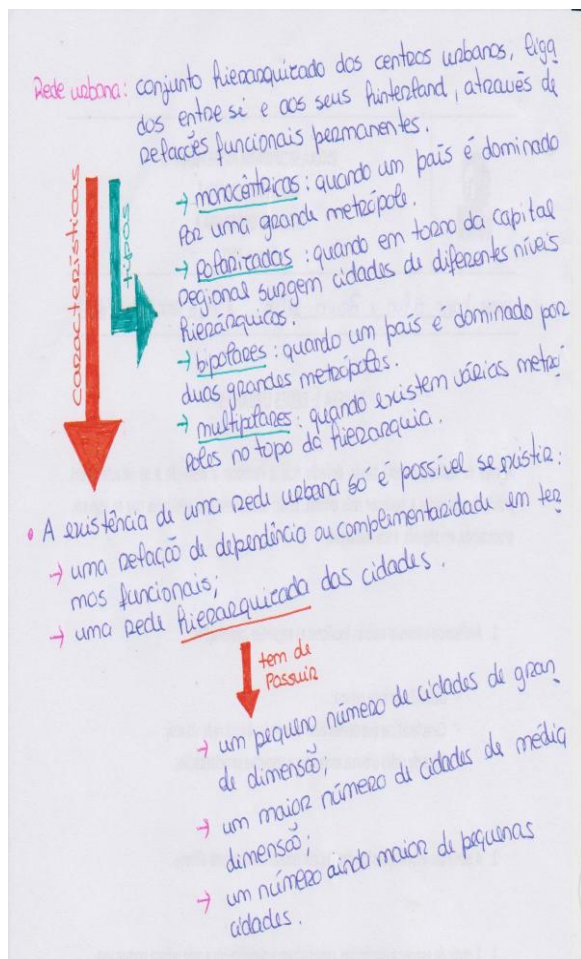 Rede urbana: conjunto hierarquizado dos centros urbanos, liga
dos entre si e aos seus hinterland, através de
relações funcionais permanentes.
características
tipos
→ monocêntricas: quando um país é dominado
por uma grande metrópole.
→ polarizadas: quando em torno da capital
regional surgem cidades de diferentes níveis
hierárquicos.
→ bipolares: quando um país é dominado por
duas grandes metrópoles.
→ multipolares: quando existem várias metró
poles no topo da hierarquia.
• A existência de uma rede urbana só é possível se existir:
→ uma relação de dependência ou complimentaridade em ter
mos funcionais;
→ uma rede hierarquizada das cidades.
tem de
possuir
→ um pequeno número de cidades de gran
de dimensão;
→ um maior número de cidades de média
dimensão;
→ um número ainda maior de pequenas
cidades.